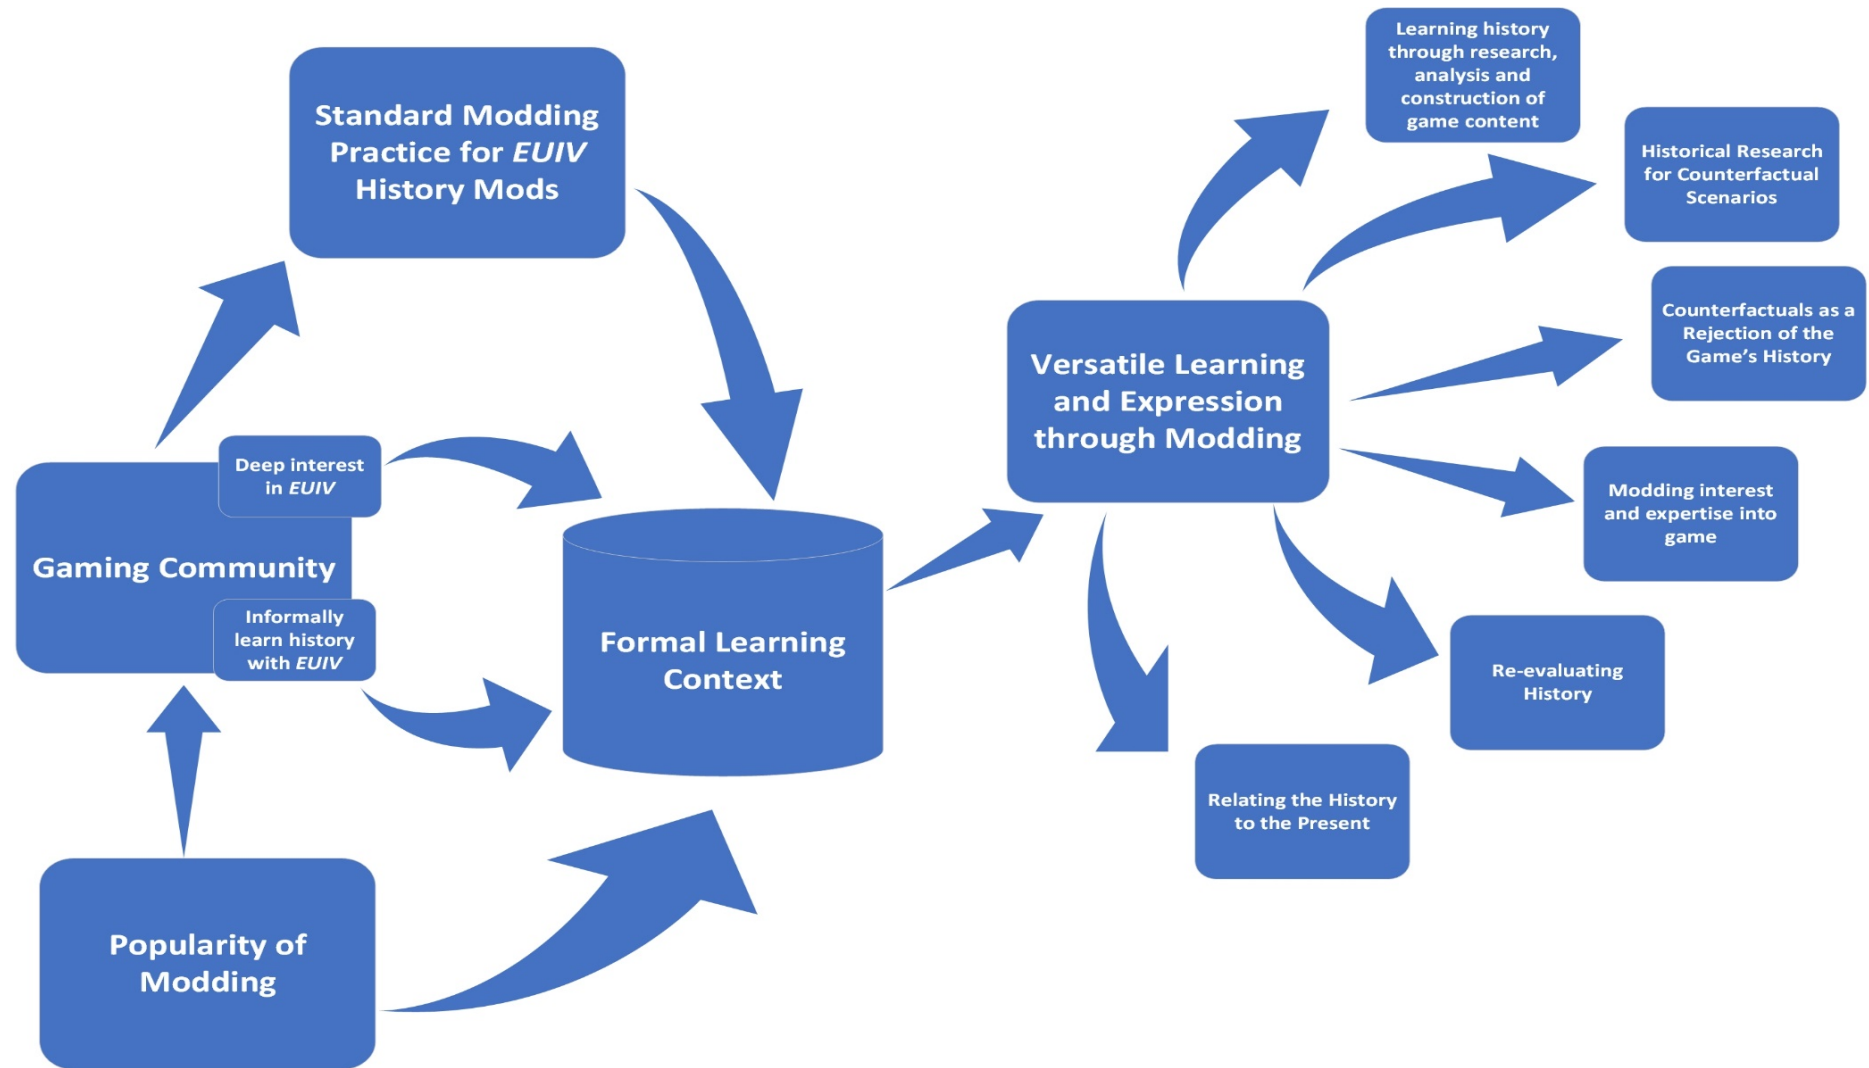 Standard Modding
Practice for EUIV
History Mods
Deep interest
in EUIV
Gaming Community
Informally
learn history
with EUIV
Popularity of
Modding
Formal Learning
Context
Versatile Learning
and Expression
through Modding
Learning history
through research,
analysis and
construction of
game content
Historical Research
for Counterfactual
Scenarios
Counterfactuals as a
Rejection of the
Game’s History
Modding interest
and expertise into
game
Re-evaluating
History
Relating the History
to the Present